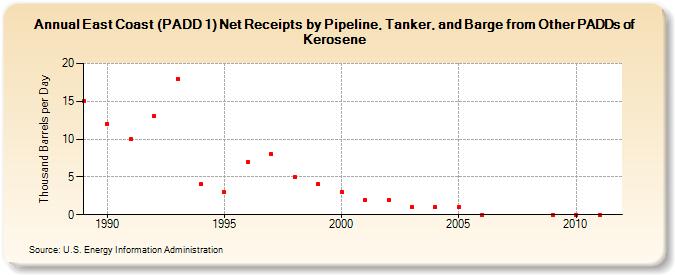 Annual East Coast (PADD 1) Net Receipts by Pipeline, Tanker, and Barge from Other PADDs of
Kerosene
Thousand Barrels per Day
20
15
10
5
0
1990
1995
2000
2005
2010
Source: U.S. Energy Information Administration